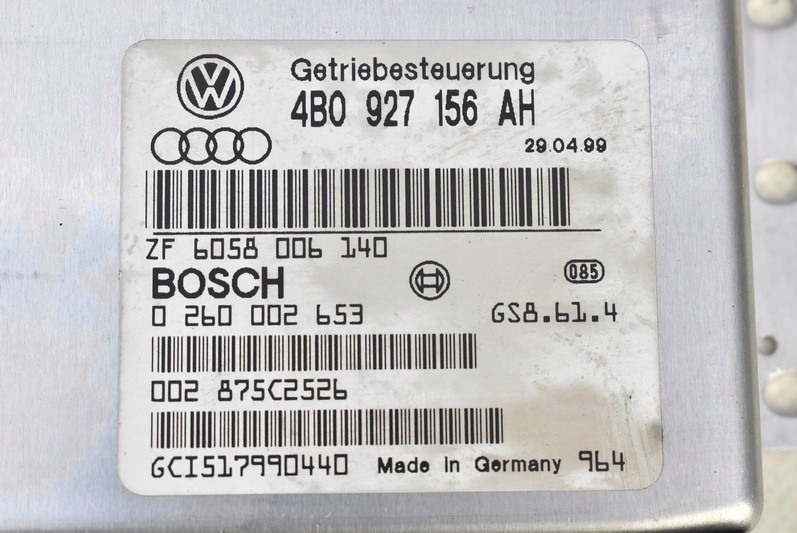 Getriebesteuerung
4B0 927 156 AH
29.04.99
ZF 6058 006 140
BOSCH
085
0 260 002 653 GS8.61.4
002 875C2526
GCI517990440 Made in Germany 964